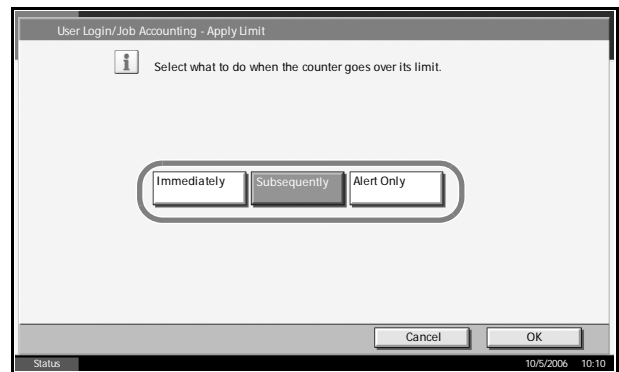 User Login/Job Accounting - Apply Limit
i
Select what to do when the counter goes over its limit.
Immediately
Subsequently
Alert Only
Cancel
OK
Status
10/5/2006 10:10